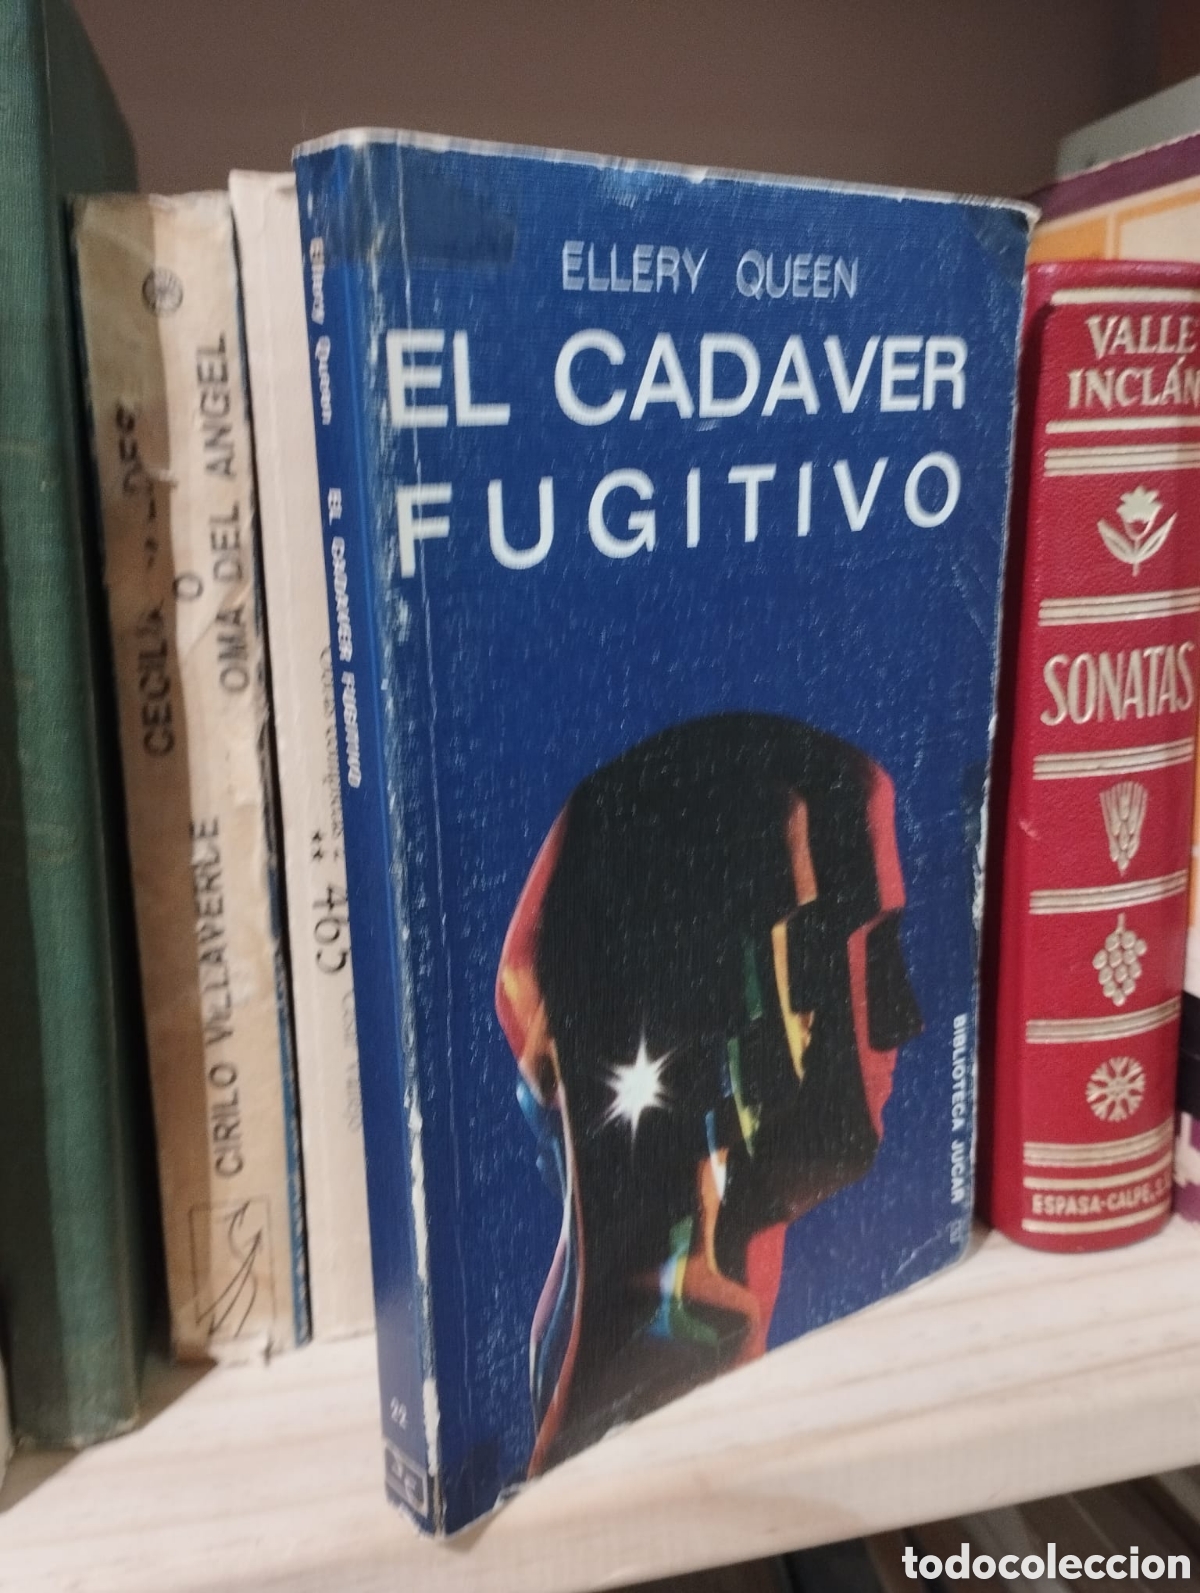 ELLERY QUEEN
EL CADAVER
FUGITIVO
BIBLIOTECA JUCAR
Ellery Queen EL CADAVER FUGITIVO
22
CIRILO VILLAVERDE
CECILIA
O
OMA DEL ANGEL
465
VALLE
INCLÁN
SONATAS
ESPASA-CALPE, S.
todocoleccion